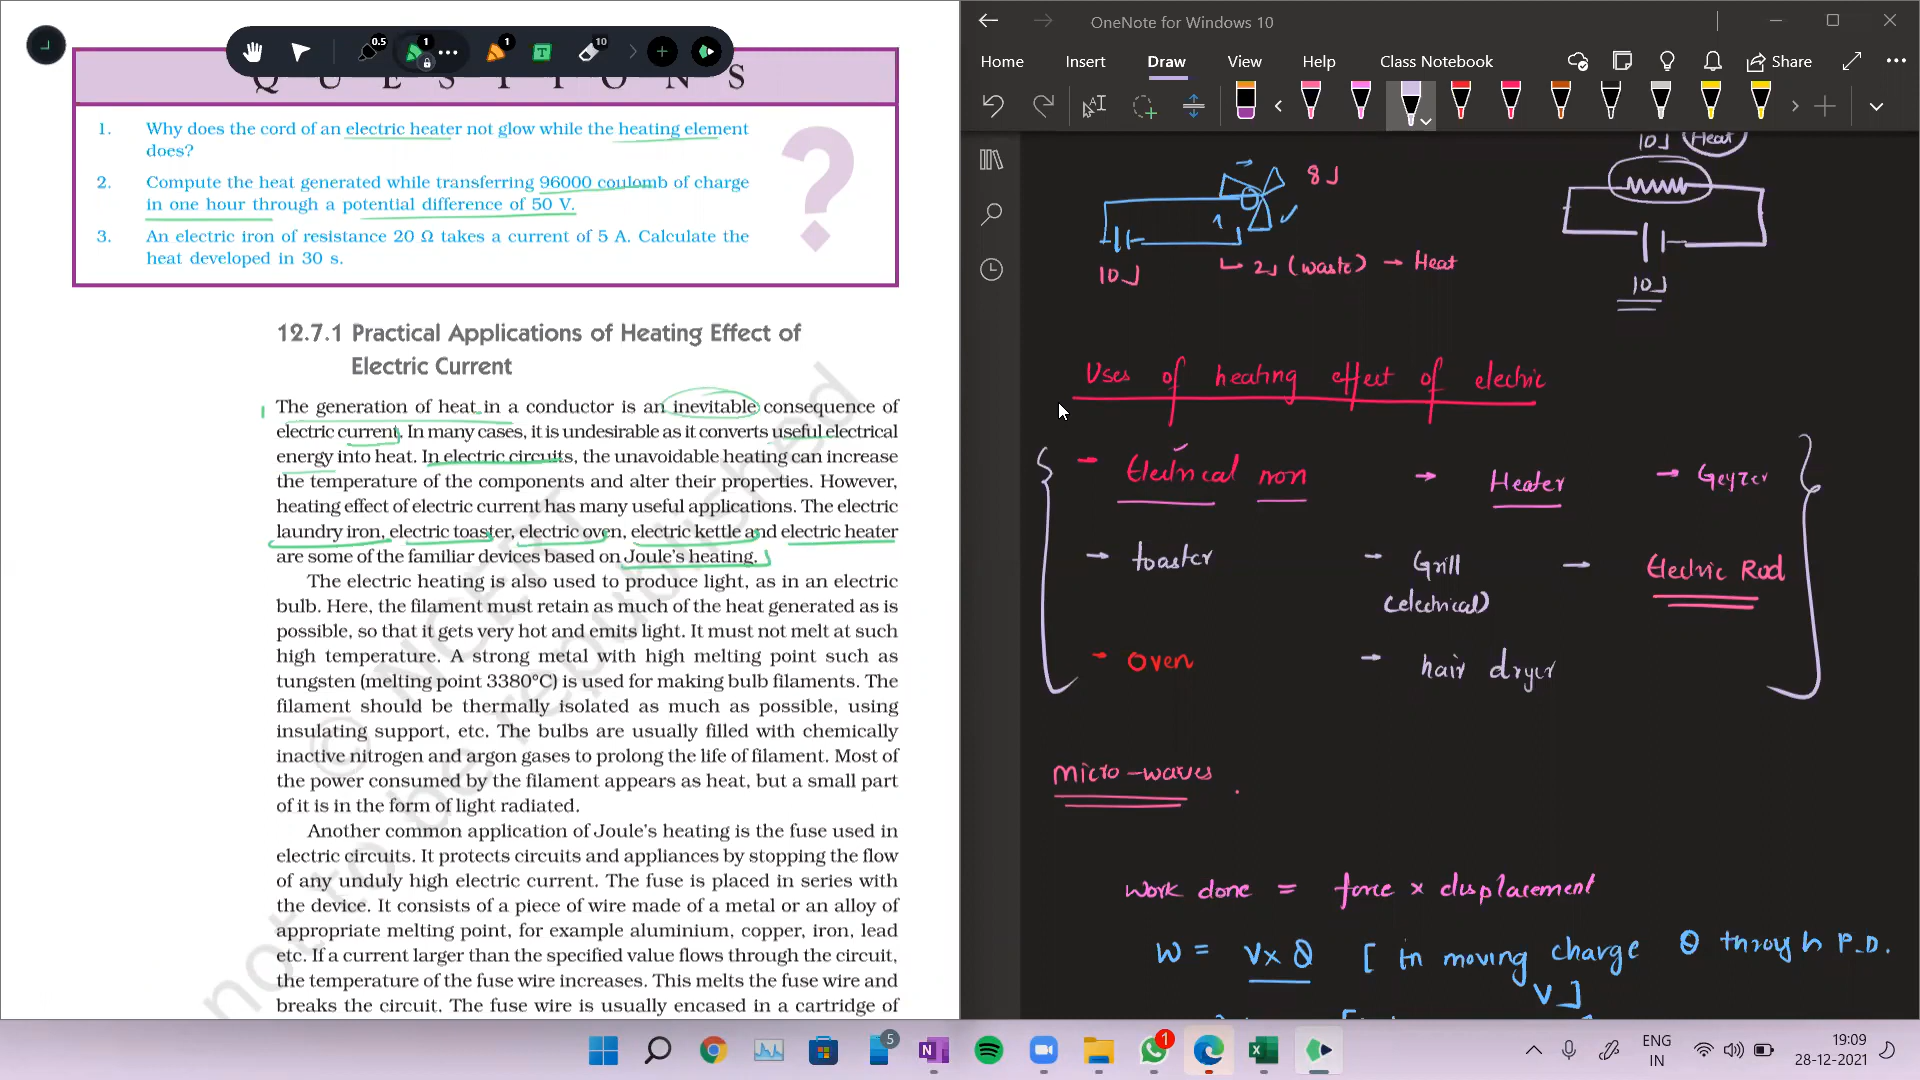 0.5
1
1
10
QUESTIONS
1. Why does the cord of an electric heater not glow while the heating element
does?
2. Compute the heat generated while transferring 96000 coulomb of charge
in one hour through a potential difference of 50 V.
3. An electric iron of resistance 20 Ω takes a current of 5 A. Calculate the
heat developed in 30 s.
?
12.7.1 Practical Applications of Heating Effect of
Electric Current
The generation of heat in a conductor is an inevitable consequence of
electric current. In many cases, it is undesirable as it converts useful electrical
energy into heat. In electric circuits, the unavoidable heating can increase
the temperature of the components and alter their properties. However,
heating effect of electric current has many useful applications. The electric
laundry iron, electric toaster, electric oven, electric kettle and electric heater
are some of the familiar devices based on Joule's heating.
The electric heating is also used to produce light, as in an electric
bulb. Here, the filament must retain as much of the heat generated as is
possible, so that it gets very hot and emits light. It must not melt at such
high temperature. A strong metal with high melting point such as
tungsten (melting point 3380°C) is used for making bulb filaments. The
filament should be thermally isolated as much as possible, using
insulating support, etc. The bulbs are usually filled with chemically
inactive nitrogen and argon gases to prolong the life of filament. Most of
the power consumed by the filament appears as heat, but a small part
of it is in the form of light radiated.
Another common application of Joule's heating is the fuse used in
electric circuits. It protects circuits and appliances by stopping the flow
of any unduly high electric current. The fuse is placed in series with
the device. It consists of a piece of wire made of a metal or an alloy of
appropriate melting point, for example aluminium, copper, iron, lead
etc. If a current larger than the specified value flows through the circuit,
the temperature of the fuse wire increases. This melts the fuse wire and
breaks the circuit. The fuse wire is usually encased in a cartridge of
© NCERT
not to be republished
OneNote for Windows 10
Home Insert Draw View Help Class Notebook Share
10J Heat
8J
10J
↳ 2J (waste) → Heat
10J
Uses of heating effect of electric
- Electrical iron → Heater → Geyzer
→ toaster → Grill → Electric Rod
(electrical)
- Oven → hair dryer
micro-waves .
Work done = force × displacement
W = V× Q [ in moving charge Q through P.D.
V ]
5
1
ENG
IN
19:09
28-12-2021